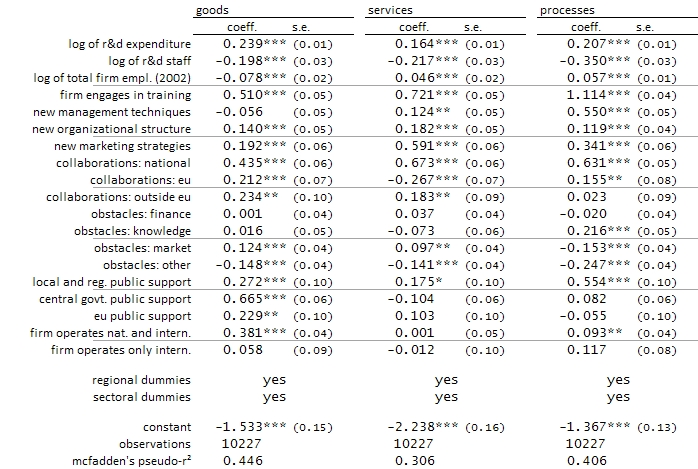 goods services processes
coeff. s.e. coeff. s.e. coeff. s.e.
log of r&d expenditure 0.239*** (0.01) 0.164*** (0.01) 0.207*** (0.01)
log of r&d staff -0.198*** (0.03) -0.217*** (0.03) -0.350*** (0.03)
log of total firm empl. (2002) -0.078*** (0.02) 0.046*** (0.02) 0.057*** (0.01)
firm engages in training 0.510*** (0.05) 0.721*** (0.05) 1.114*** (0.04)
new management techniques -0.056 (0.05) 0.124** (0.05) 0.550*** (0.05)
new organizational structure 0.140*** (0.05) 0.182*** (0.05) 0.119*** (0.04)
new marketing strategies 0.192*** (0.06) 0.591*** (0.06) 0.341*** (0.06)
collaborations: national 0.435*** (0.06) 0.673*** (0.06) 0.631*** (0.05)
collaborations: eu 0.212*** (0.07) -0.267*** (0.07) 0.155** (0.08)
collaborations: outside eu 0.234** (0.10) 0.183** (0.09) 0.023 (0.09)
obstacles: finance 0.001 (0.04) 0.037 (0.04) -0.020 (0.04)
obstacles: knowledge 0.016 (0.05) -0.073 (0.06) 0.216*** (0.05)
obstacles: market 0.124*** (0.04) 0.097** (0.04) -0.153*** (0.04)
obstacles: other -0.148*** (0.04) -0.141*** (0.04) -0.247*** (0.04)
local and reg. public support 0.272*** (0.10) 0.175* (0.10) 0.554*** (0.10)
central govt. public support 0.665*** (0.06) -0.104 (0.06) 0.082 (0.06)
eu public support 0.229** (0.10) 0.103 (0.10) -0.055 (0.10)
firm operates nat. and intern. 0.381*** (0.04) 0.001 (0.05) 0.093** (0.04)
firm operates only intern. 0.058 (0.09) -0.012 (0.10) 0.117 (0.08)
regional dummies yes yes yes
sectoral dummies yes yes yes
constant -1.533*** (0.15) -2.238*** (0.16) -1.367*** (0.13)
observations 10227 10227 10227
mcfadden's pseudo-r² 0.446 0.306 0.406